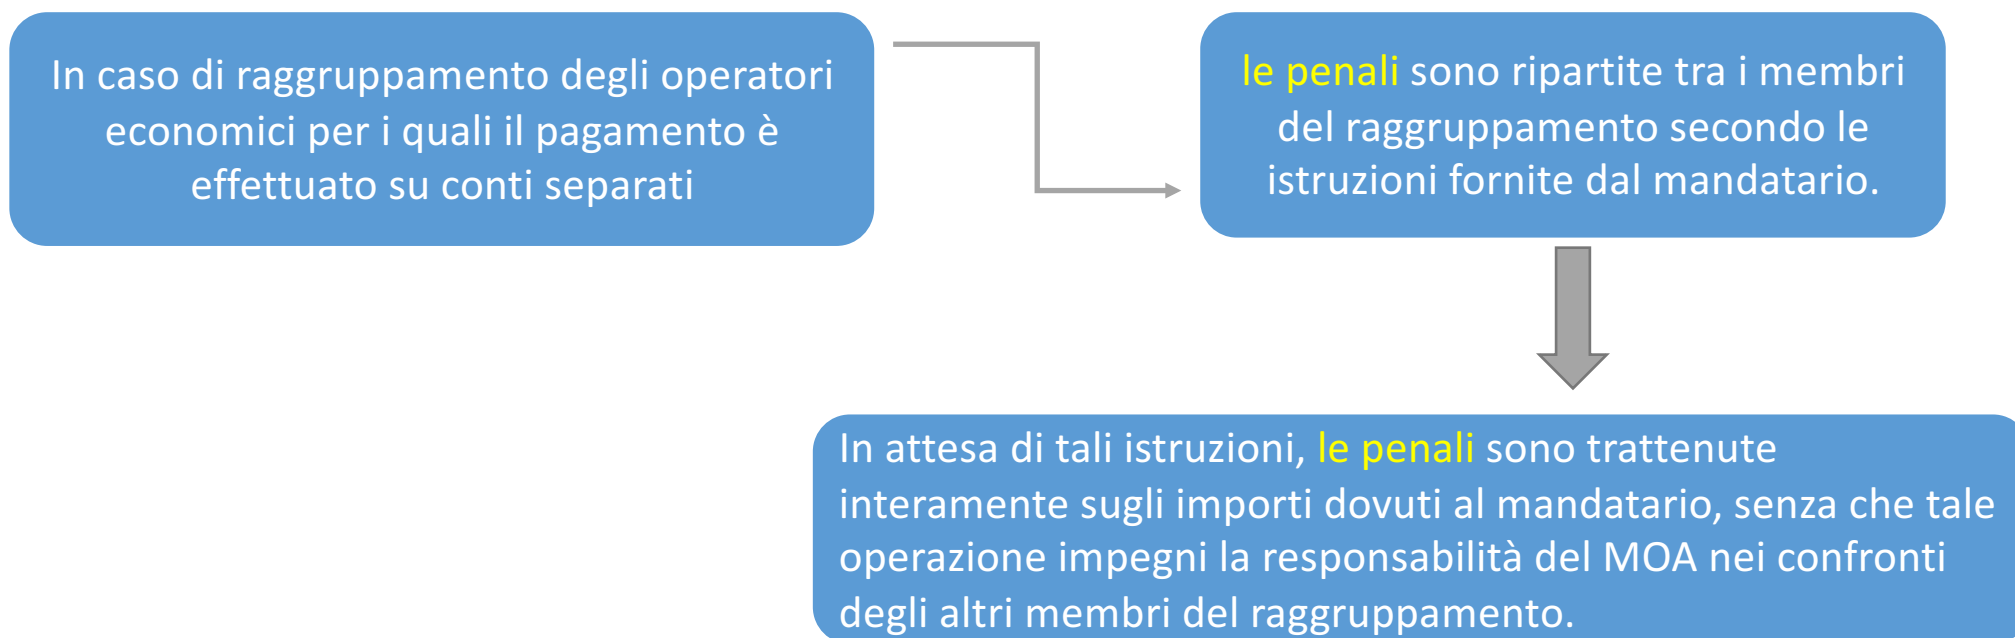 In caso di raggruppamento degli operatori
economici per i quali il pagamento è
effettuato su conti separati
le penali sono ripartite tra i membri
del raggruppamento secondo le
istruzioni fornite dal mandatario.
In attesa di tali istruzioni, le penali sono trattenute
interamente sugli importi dovuti al mandatario, senza che tale
operazione impegni la responsabilità del MOA nei confronti
degli altri membri del raggruppamento.